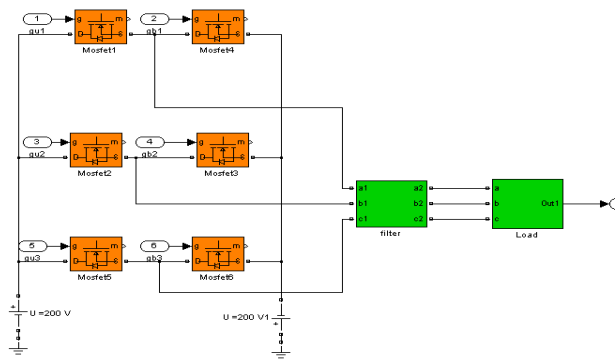 1 g m 2 g m
gu1 D S gb1 D S
Mosfet1 Mosfet4
3 g m 4 g m
gu2 D S gb2 D S
Mosfet2 Mosfet3
a1 a2 a
b1 b2 b Out1
c1 c2 c
filter Load
5 g m 6 g m
gu3 D S gb3 D S
Mosfet5 Mosfet6
+ U =200 V U =200 V1 +